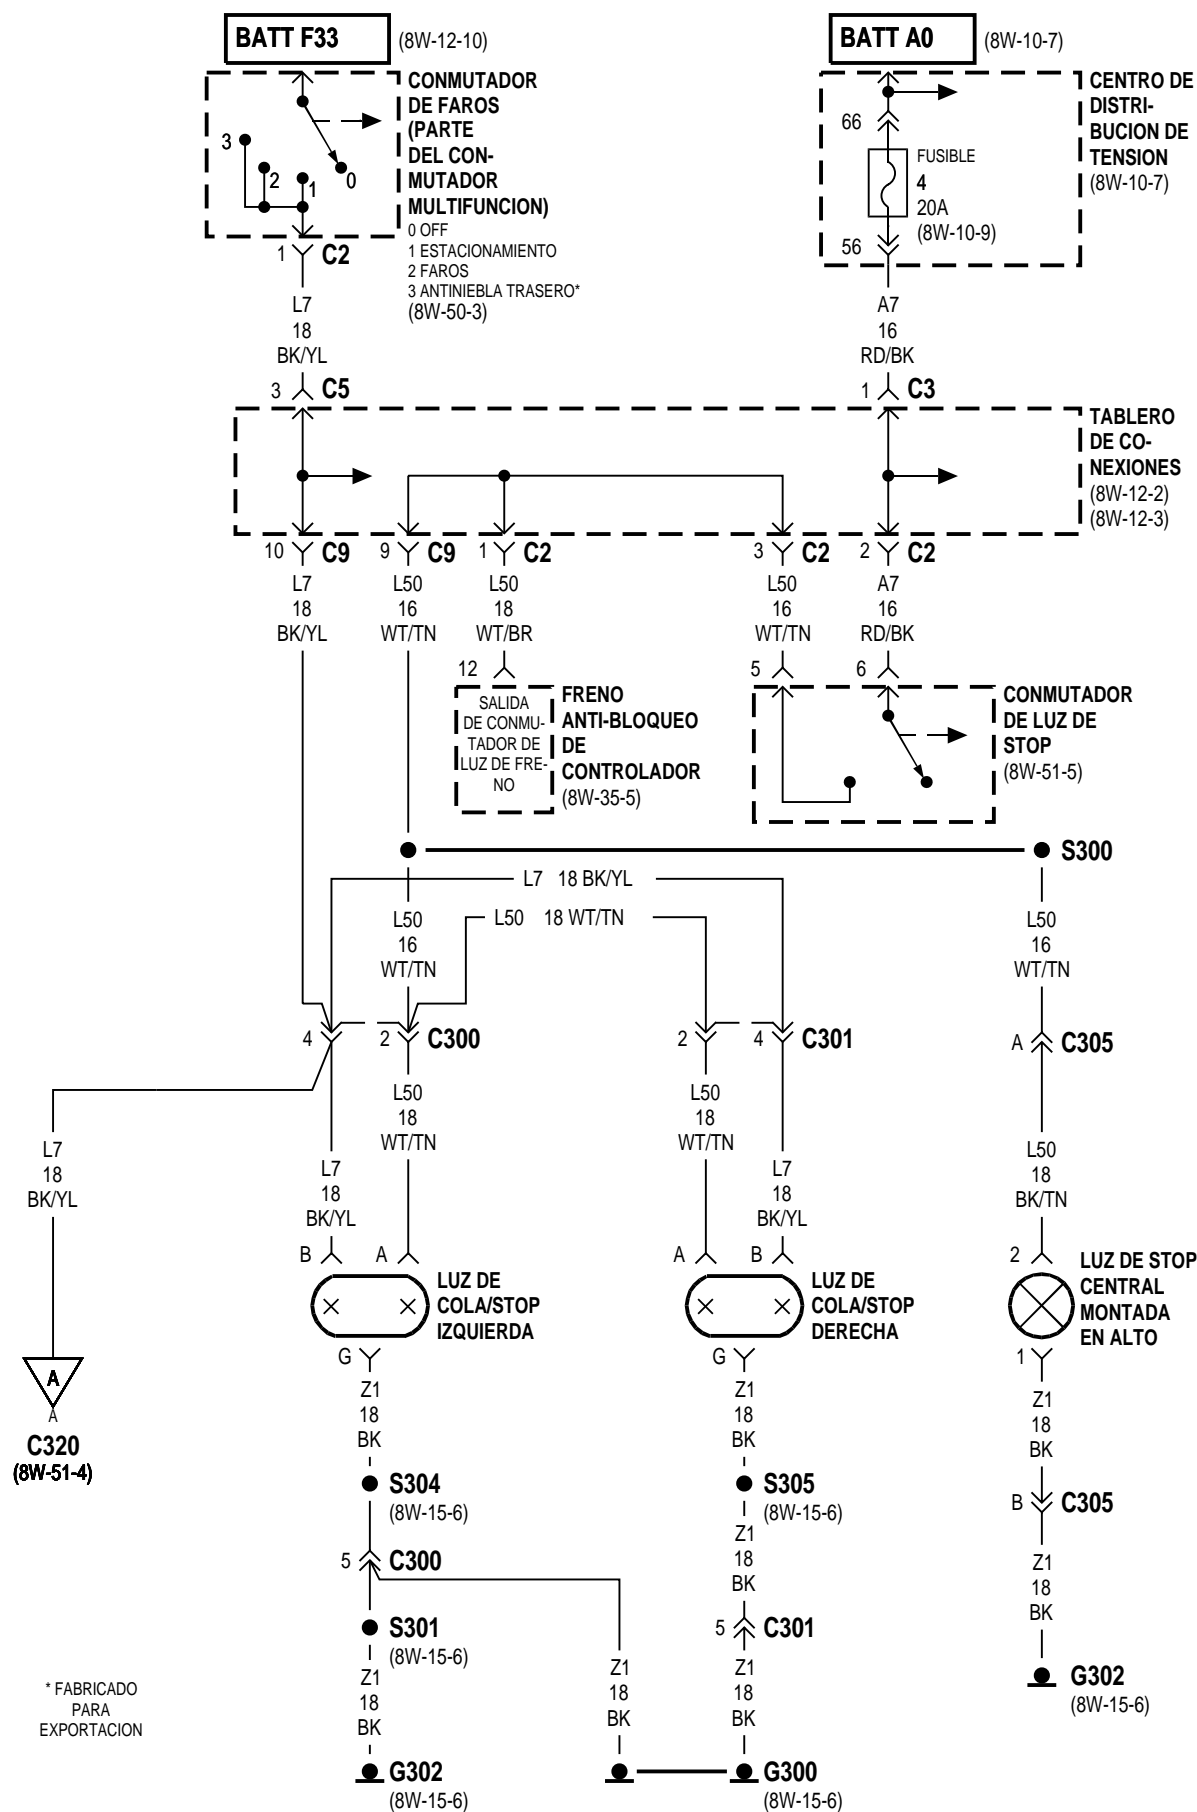 BATT F33
(8W-12-10)
BATT A0
(8W-10-7)
CONMUTADOR
DE FAROS
(PARTE
DEL CON-
MUTADOR
MULTIFUNCION)
0 OFF
1 ESTACIONAMIENTO
2 FAROS
3 ANTINIEBLA TRASERO*
(8W-50-3)
3
2
1
0
1
C2
66
FUSIBLE
4
20A
(8W-10-9)
56
CENTRO DE
DISTRI-
BUCION DE
TENSION
(8W-10-7)
L7
18
BK/YL
3
C5
A7
16
RD/BK
1
C3
TABLERO
DE CO-
NEXIONES
(8W-12-2)
(8W-12-3)
10
C9
9
C9
1
C2
3
C2
2
C2
L7
18
BK/YL
L50
16
WT/TN
L50
18
WT/BR
L50
16
WT/TN
A7
16
RD/BK
12
5
6
SALIDA
DE CONMU-
TADOR DE
LUZ DE FRE-
NO
FRENO
ANTI-BLOQUEO
DE
CONTROLADOR
(8W-35-5)
CONMUTADOR
DE LUZ DE
STOP
(8W-51-5)
S300
L7 18 BK/YL
L50 18 WT/TN
L50
16
WT/TN
L50
16
WT/TN
4
2
C300
2
4
C301
A
C305
L50
18
WT/TN
L50
18
WT/TN
L7
18
BK/YL
L7
18
BK/YL
L7
18
BK/YL
L50
18
BK/TN
B
A
A
B
2
LUZ DE
COLA/STOP
IZQUIERDA
LUZ DE
COLA/STOP
DERECHA
LUZ DE STOP
CENTRAL
MONTADA
EN ALTO
G
G
1
A
A
C320
(8W-51-4)
Z1
18
BK
Z1
18
BK
Z1
18
BK
S304
(8W-15-6)
S305
(8W-15-6)
B
C305
5
C300
Z1
18
BK
Z1
18
BK
S301
(8W-15-6)
5
C301
Z1
18
BK
Z1
18
BK
Z1
18
BK
G302
(8W-15-6)
* FABRICADO
PARA
EXPORTACION
G302
(8W-15-6)
G300
(8W-15-6)